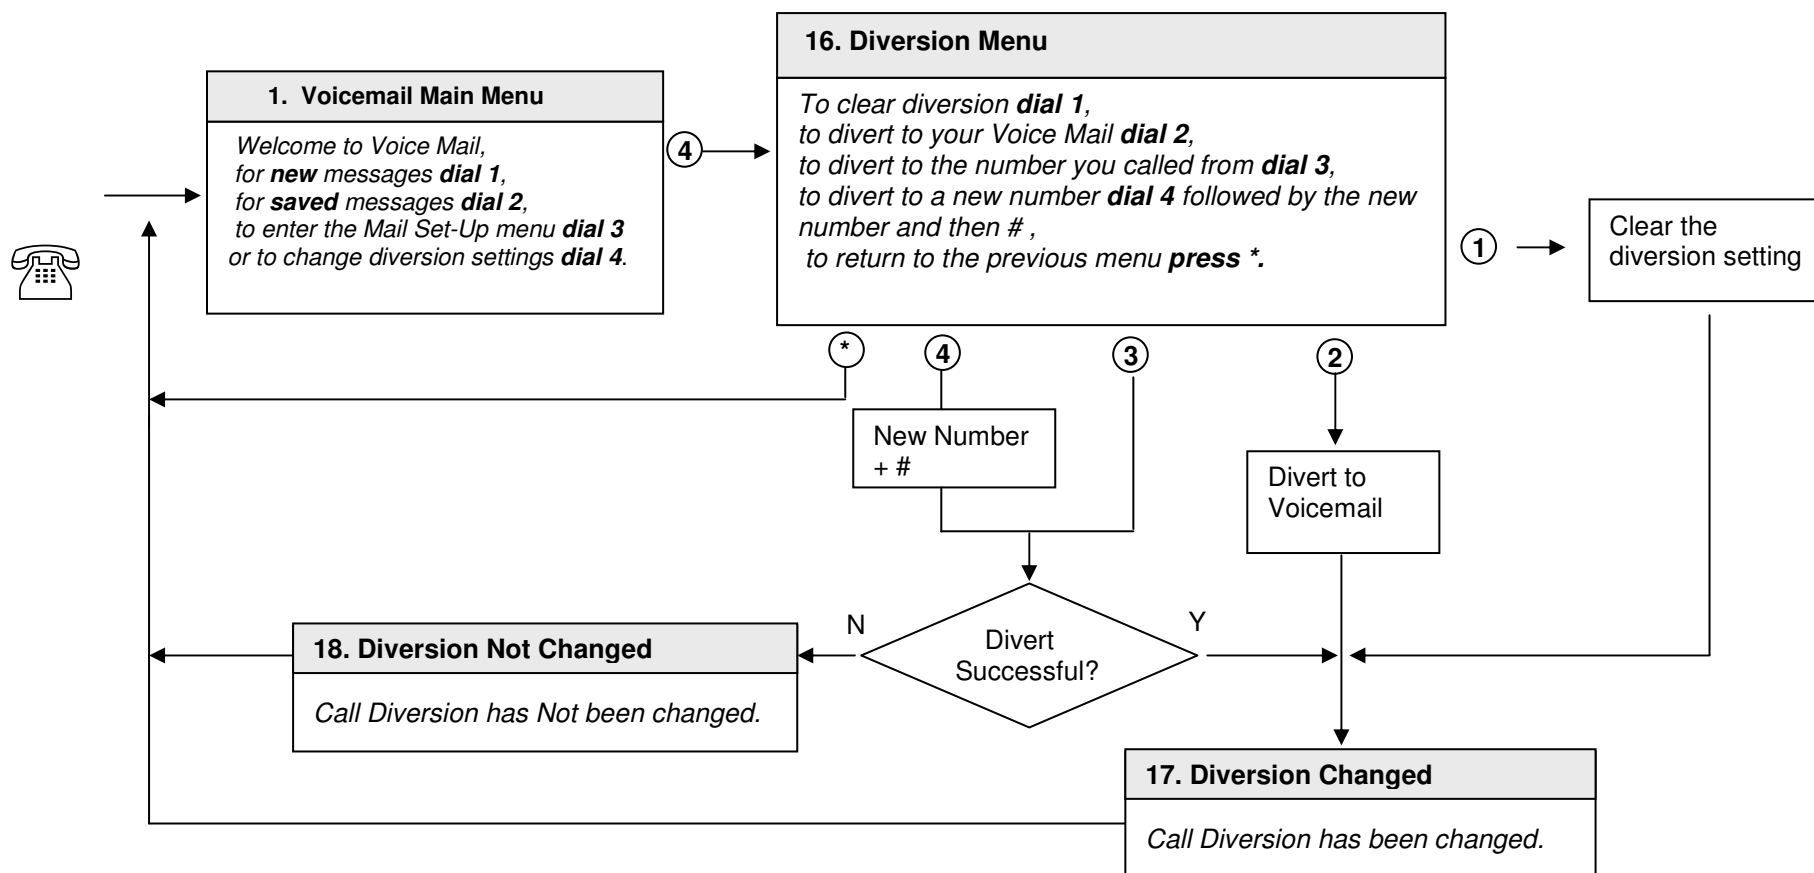 16. Diversion Menu
1. Voicemail Main Menu
Welcome to Voice Mail,
for new messages dial 1,
for saved messages dial 2,
to enter the Mail Set-Up menu dial 3
or to change diversion settings dial 4.
4
To clear diversion dial 1,
to divert to your Voice Mail dial 2,
to divert to the number you called from dial 3,
to divert to a new number dial 4 followed by the new
number and then # ,
to return to the previous menu press *.
1
Clear the
diversion setting
*
4
3
2
New Number
+ #
Divert to
Voicemail
N
Y
Divert
Successful?
18. Diversion Not Changed
Call Diversion has Not been changed.
17. Diversion Changed
Call Diversion has been changed.